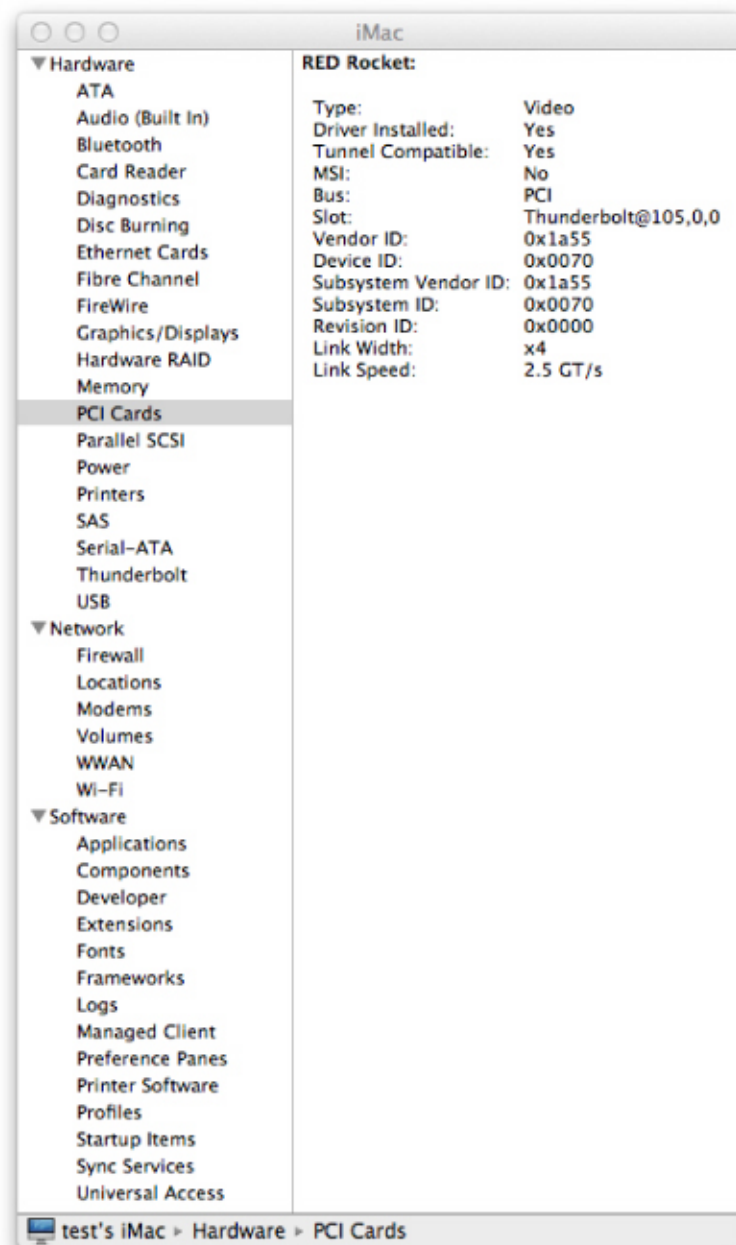 iMac
Hardware
ATA
Audio (Built In)
Bluetooth
Card Reader
Diagnostics
Disc Burning
Ethernet Cards
Fibre Channel
FireWire
Graphics/Displays
Hardware RAID
Memory
PCI Cards
Parallel SCSI
Power
Printers
SAS
Serial-ATA
Thunderbolt
USB
Network
Firewall
Locations
Modems
Volumes
WWAN
Wi-Fi
Software
Applications
Components
Developer
Extensions
Fonts
Frameworks
Logs
Managed Client
Preference Panes
Printer Software
Profiles
Startup Items
Sync Services
Universal Access
RED Rocket:
Type: Video
Driver Installed: Yes
Tunnel Compatible: Yes
MSI: No
Bus: PCI
Slot: Thunderbolt@105,0,0
Vendor ID: 0x1a55
Device ID: 0x0070
Subsystem Vendor ID: 0x1a55
Subsystem ID: 0x0070
Revision ID: 0x0000
Link Width: x4
Link Speed: 2.5 GT/s
test's iMac ▸ Hardware ▸ PCI Cards